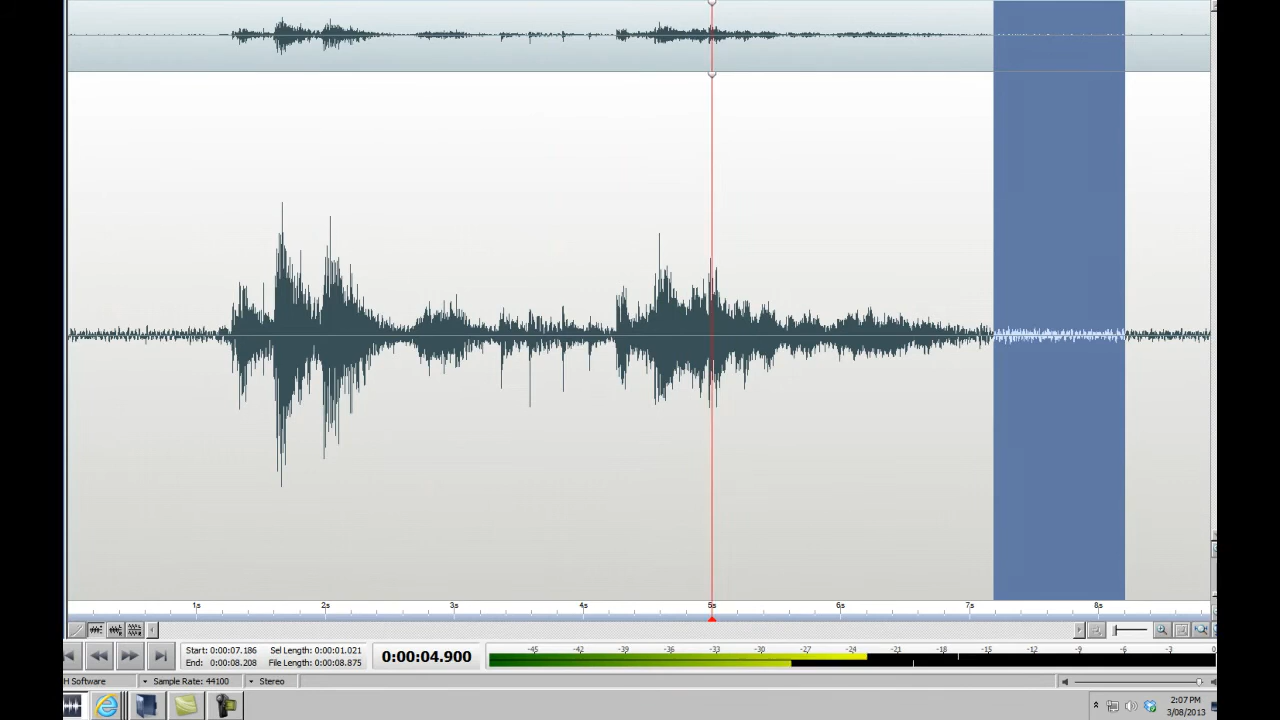 1s 2s 3s 4s 5s 6s 7s 8s
Start: 0:00:07.186 Sel Length: 0:00:01.021
End: 0:00:08.208 File Length: 0:00:08.875
0:00:04.900
-45 -42 -39 -36 -33 -30 -27 -24 -21 -18 -15 -12 -9 -6 -3 0
H Software Sample Rate: 44100 Stereo
2:07 PM
3/08/2013